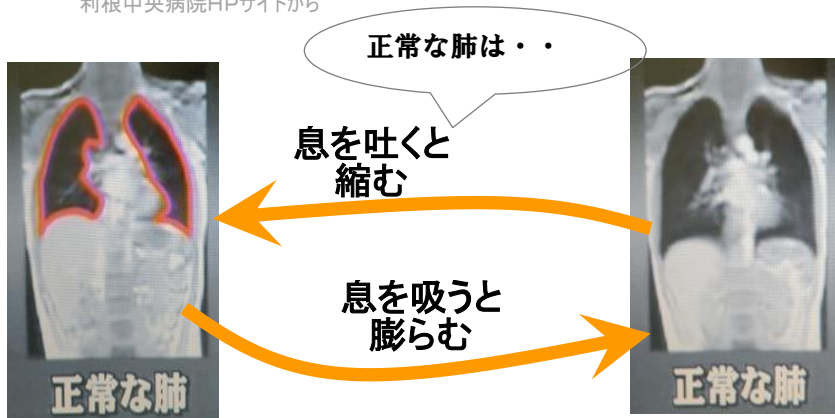 利根中央病院HPサイトから
正常な肺は・・
息を吐くと
縮む
息を吸うと
膨らむ
正常な肺
正常な肺